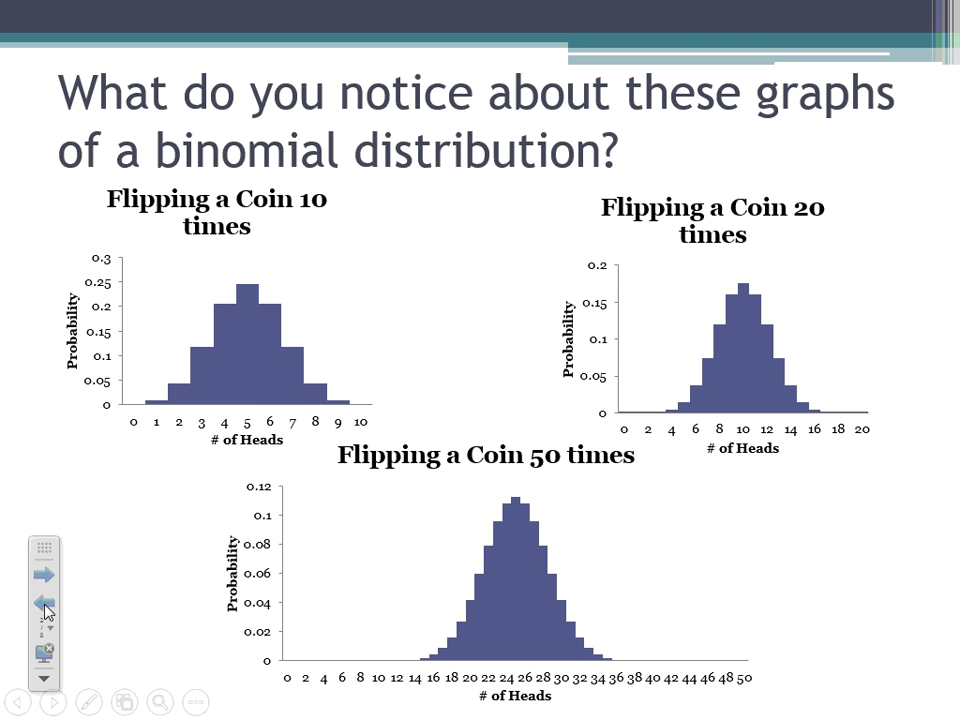 What do you notice about these graphs
of a binomial distribution?
Flipping a Coin 10
times
0.3
0.25
0.2
0.15
0.1
0.05
0
Probability
0 1 2 3 4 5 6 7 8 9 10
# of Heads
Flipping a Coin 20
times
0.2
0.15
0.1
0.05
0
Probability
0 2 4 6 8 10 12 14 16 18 20
# of Heads
Flipping a Coin 50 times
0.12
0.1
0.08
0.06
0.04
0.02
0
Probability
0 2 4 6 8 10 12 14 16 18 20 22 24 26 28 30 32 34 36 38 40 42 44 46 48 50
# of Heads